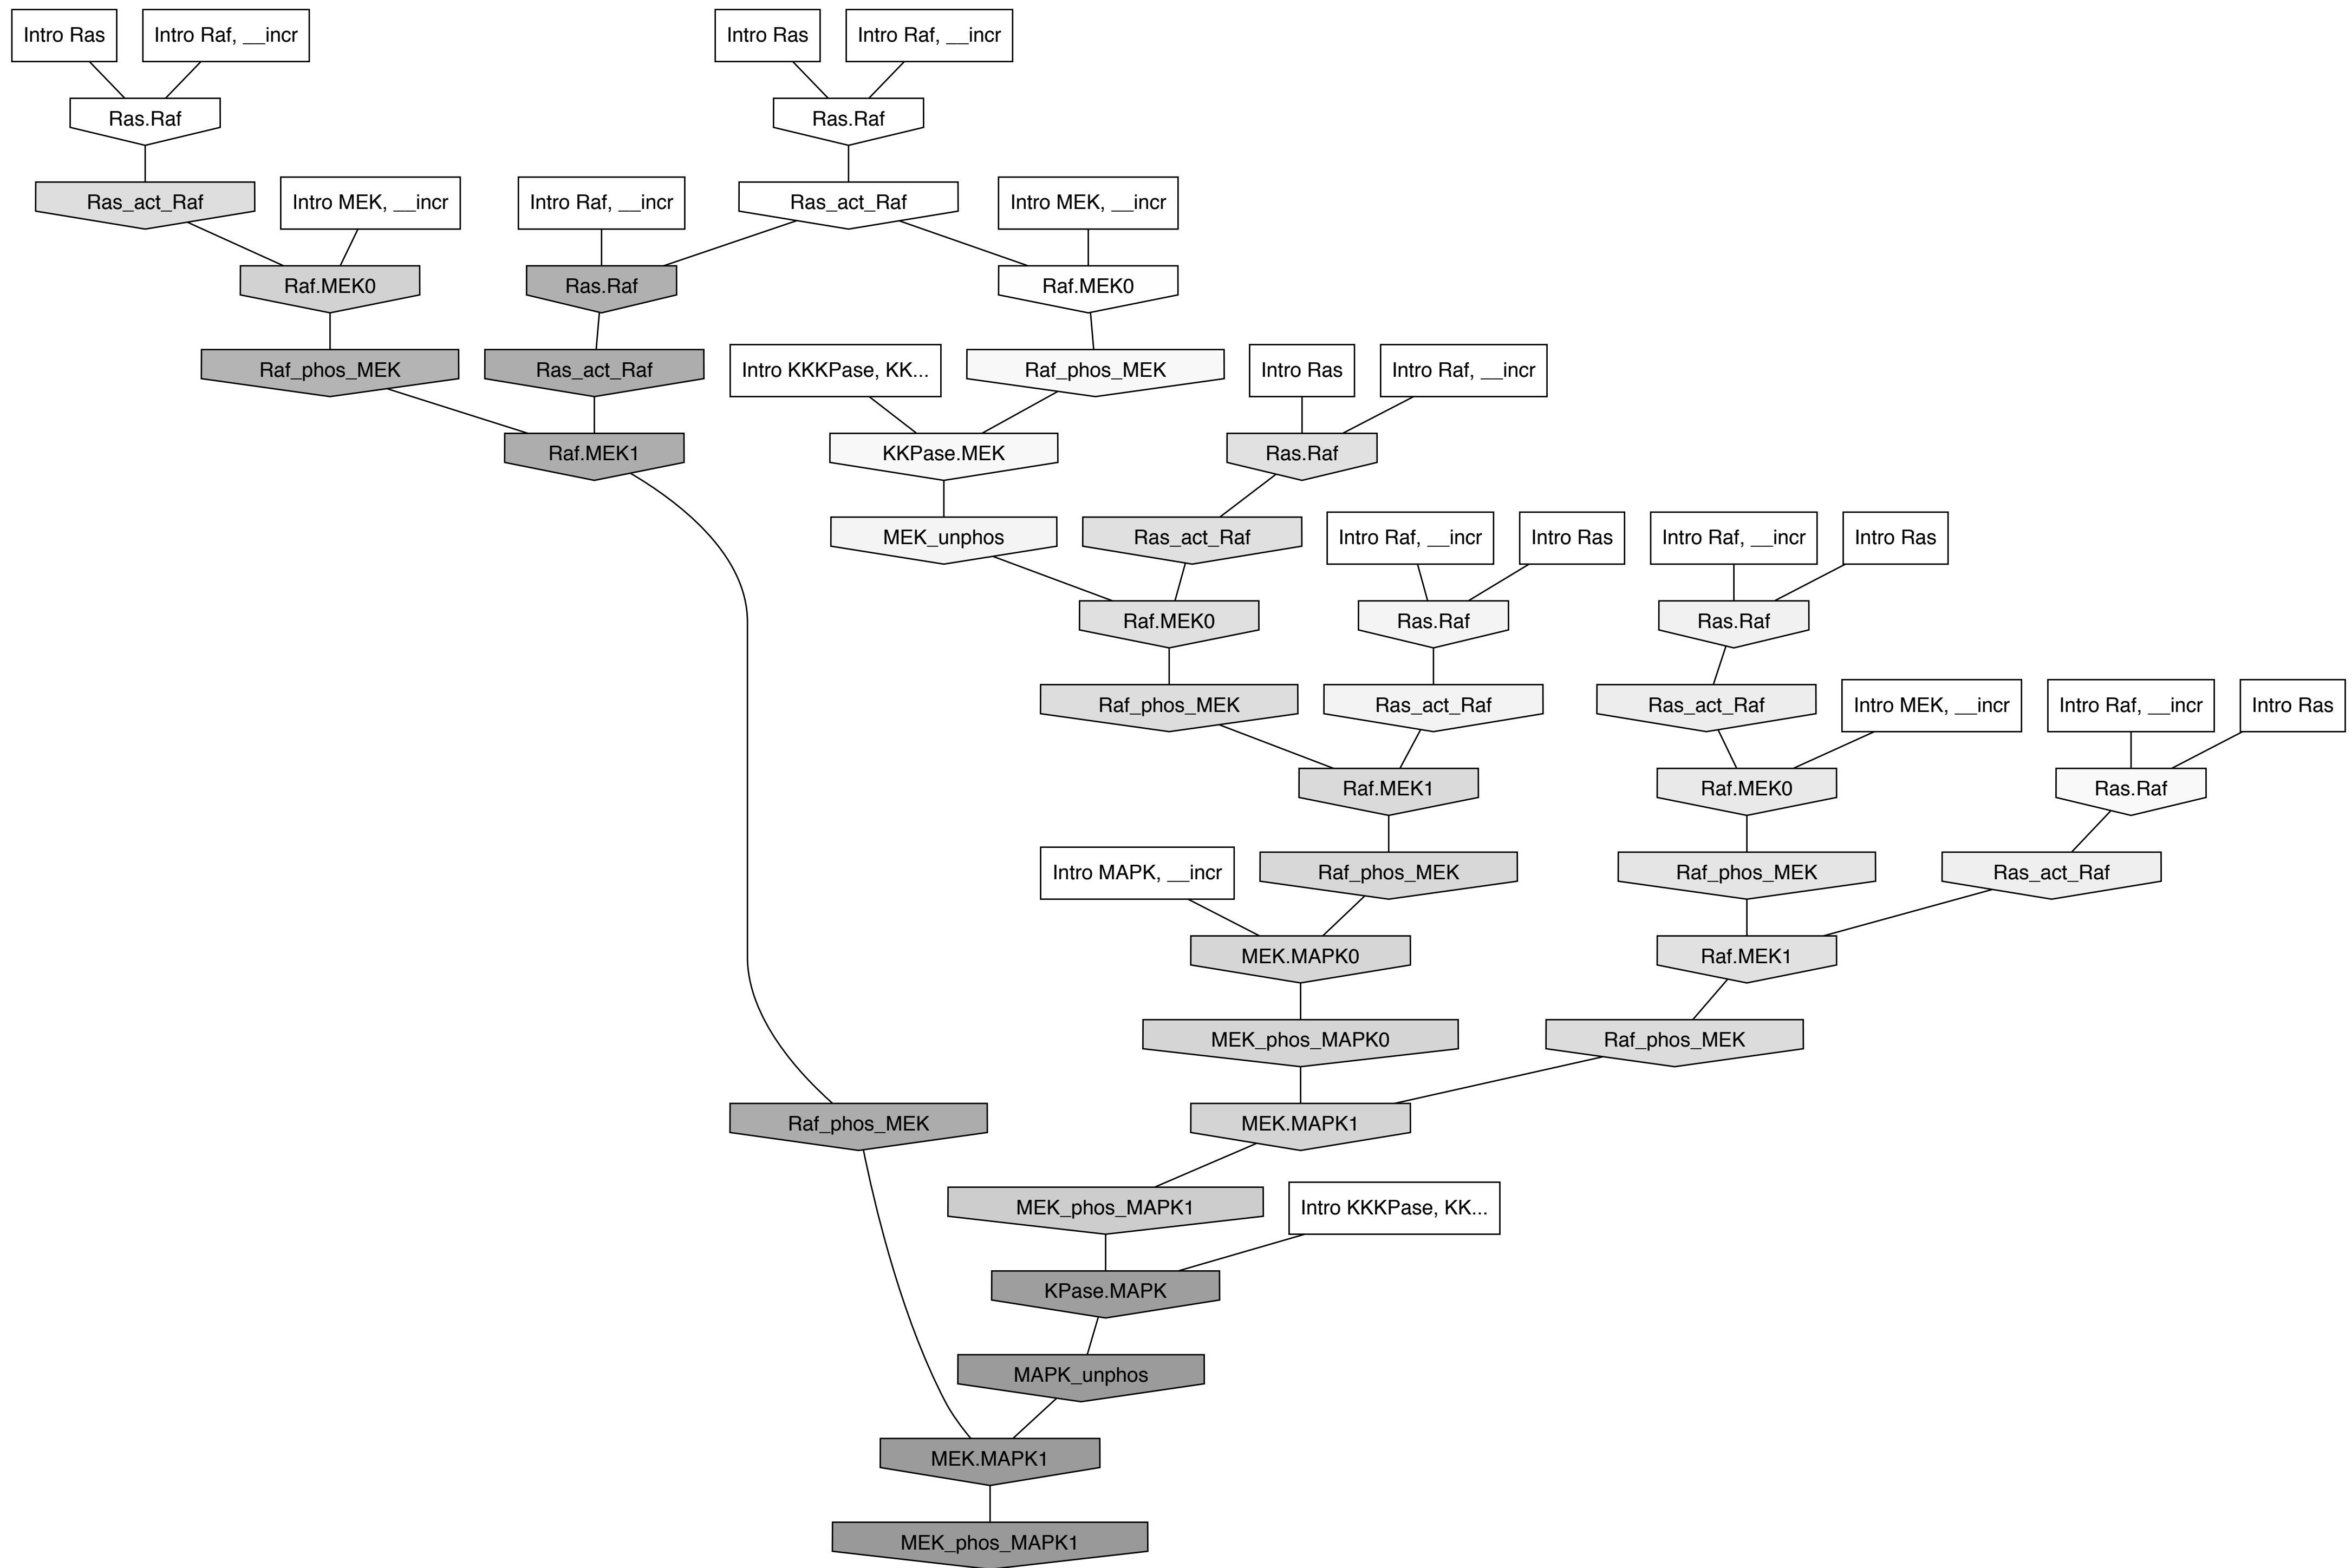 Intro Ras
Intro Raf, __incr
Intro Ras
Intro Raf, __incr
Ras.Raf
Ras.Raf
Ras_act_Raf
Intro MEK, __incr
Intro Raf, __incr
Ras_act_Raf
Intro MEK, __incr
Raf.MEK0
Ras.Raf
Raf.MEK0
Raf_phos_MEK
Ras_act_Raf
Intro KKKPase, KK...
Raf_phos_MEK
Intro Ras
Intro Raf, __incr
Raf.MEK1
KKPase.MEK
Ras.Raf
MEK_unphos
Ras_act_Raf
Intro Raf, __incr
Intro Ras
Intro Raf, __incr
Intro Ras
Raf.MEK0
Ras.Raf
Ras.Raf
Raf_phos_MEK
Ras_act_Raf
Ras_act_Raf
Intro MEK, __incr
Intro Raf, __incr
Intro Ras
Raf.MEK1
Raf.MEK0
Ras.Raf
Intro MAPK, __incr
Raf_phos_MEK
Raf_phos_MEK
Ras_act_Raf
MEK.MAPK0
Raf.MEK1
MEK_phos_MAPK0
Raf_phos_MEK
Raf_phos_MEK
MEK.MAPK1
MEK_phos_MAPK1
Intro KKKPase, KK...
KPase.MAPK
MAPK_unphos
MEK.MAPK1
MEK_phos_MAPK1